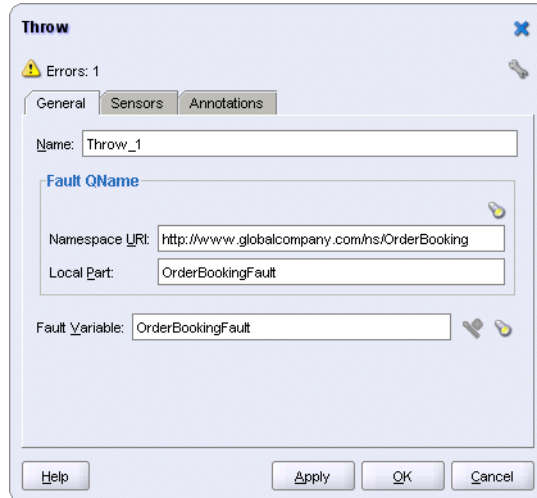 Throw
Errors: 1
General Sensors Annotations
Name: Throw_1
Fault QName
Namespace URI: http://www.globalcompany.com/ns/OrderBooking
Local Part: OrderBookingFault
Fault Variable: OrderBookingFault
Help Apply OK Cancel